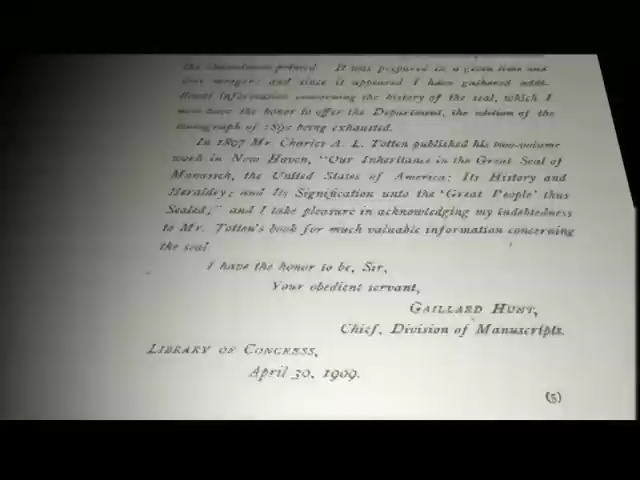 the circumstances prepared. It was prepared in a given time and
; and since it appeared I have gathered addi-
tional information concerning the history of the seal, which I
now have the honor to offer the Department, the edition of the
monograph of 1892 being exhausted.
In 1897 Mr. Charles A. L. Totten published his two-volume
work in New Haven, "Our Inheritance in the Great Seal of
Manasseh, the United States of America: Its History and
Heraldry; and Its Signification unto the 'Great People' thus
Sealed," and I take pleasure in acknowledging my indebtedness
to Mr. Totten's book for much valuable information concerning
the seal
I have the honor to be, Sir,
Your obedient servant,
GAILLARD HUNT,
Chief, Division of Manuscripts.
LIBRARY OF CONGRESS,
April 30, 1909.
(5)